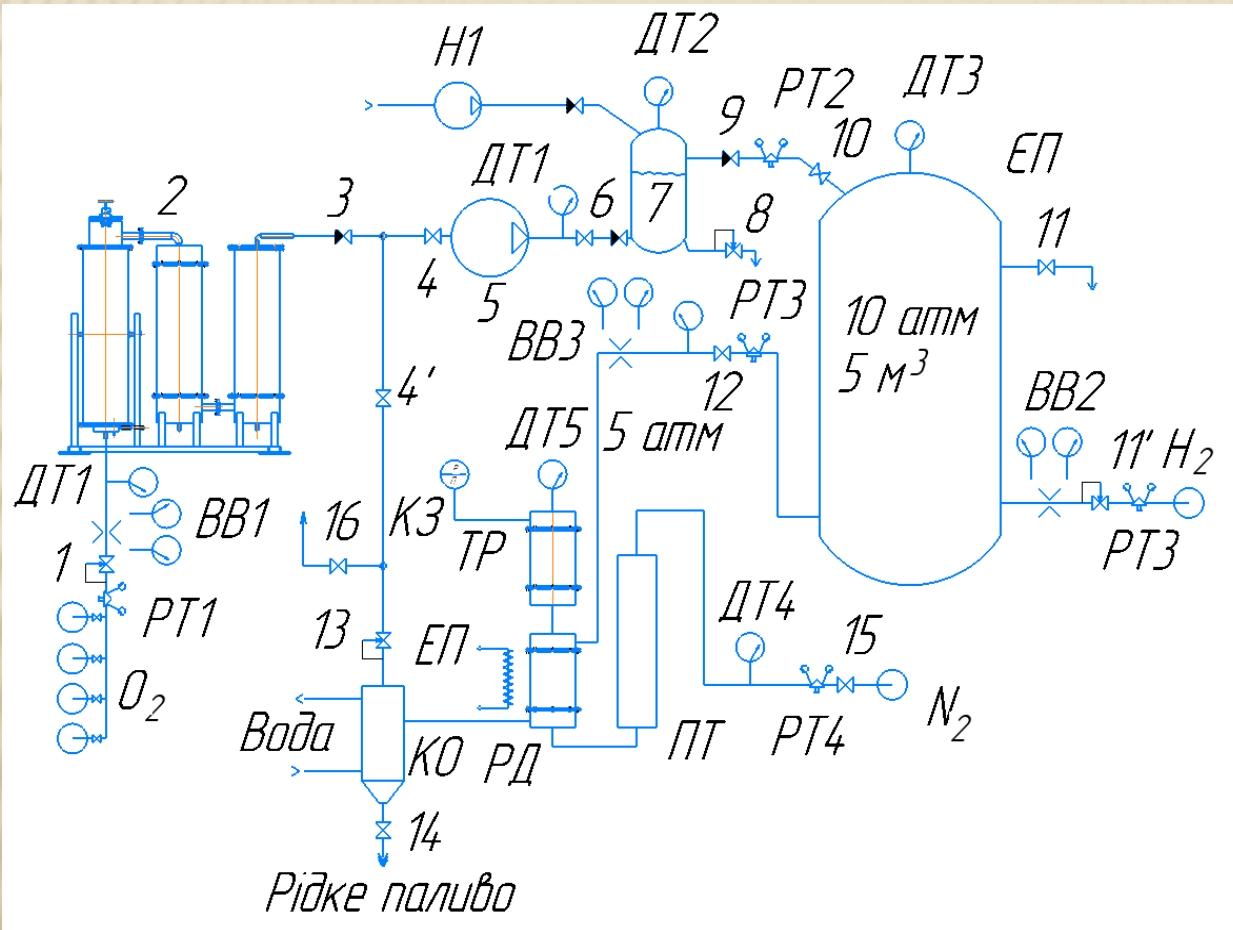 Н1
ДТ2
РТ2
ДТ3
9
10
ЕП
2
3
ДТ1
6
7
8
11
4
5
РТ3
ВВ3
10 атм
5 м³
12
4'
ДТ5
5 атм
ВВ2
11'
H₂
ДТ1
ВВ1
16
КЗ
ТР
РТ3
1
РТ1
13
ЕП
ДТ4
15
O₂
Вода
КО
РД
ПТ
РТ4
N₂
14
Рідке паливо